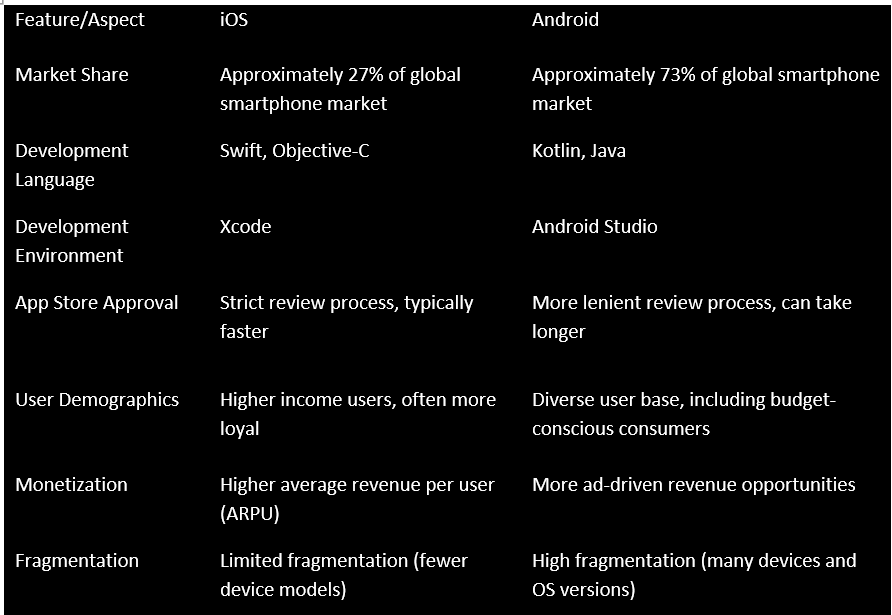 Feature/Aspect iOS Android
Market Share Approximately 27% of global Approximately 73% of global smartphone
smartphone market market
Development Swift, Objective-C Kotlin, Java
Language
Development Xcode Android Studio
Environment
App Store Approval Strict review process, typically More lenient review process, can take
faster longer
User Demographics Higher income users, often more Diverse user base, including budget-
loyal conscious consumers
Monetization Higher average revenue per user More ad-driven revenue opportunities
(ARPU)
Fragmentation Limited fragmentation (fewer High fragmentation (many devices and
device models) OS versions)